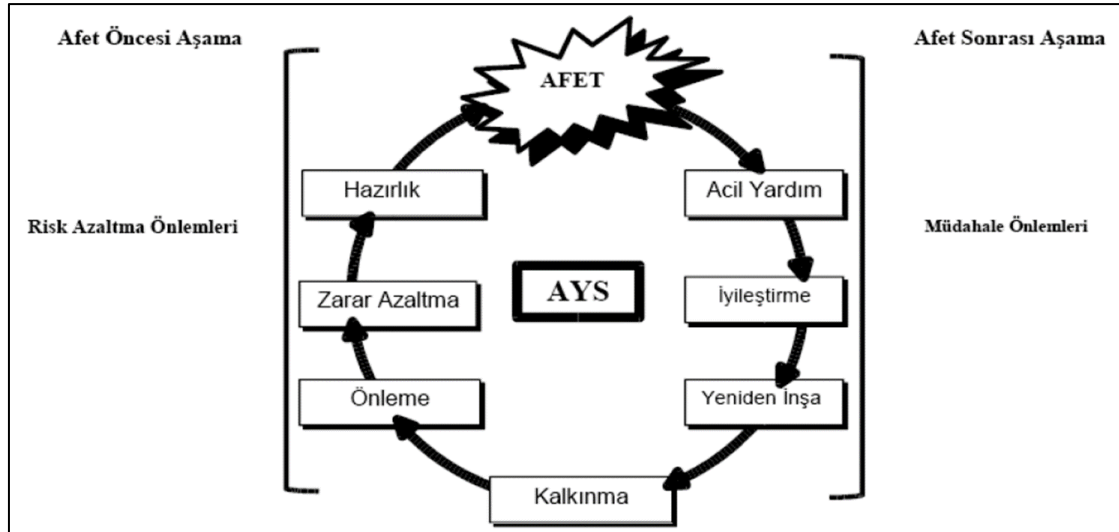 Afet Öncesi Aşama
Afet Sonrası Aşama
AFET
Hazırlık
Acil Yardım
Risk Azaltma Önlemleri
Müdahale Önlemleri
AYS
Zarar Azaltma
İyileştirme
Önleme
Yeniden İnşa
Kalkınma